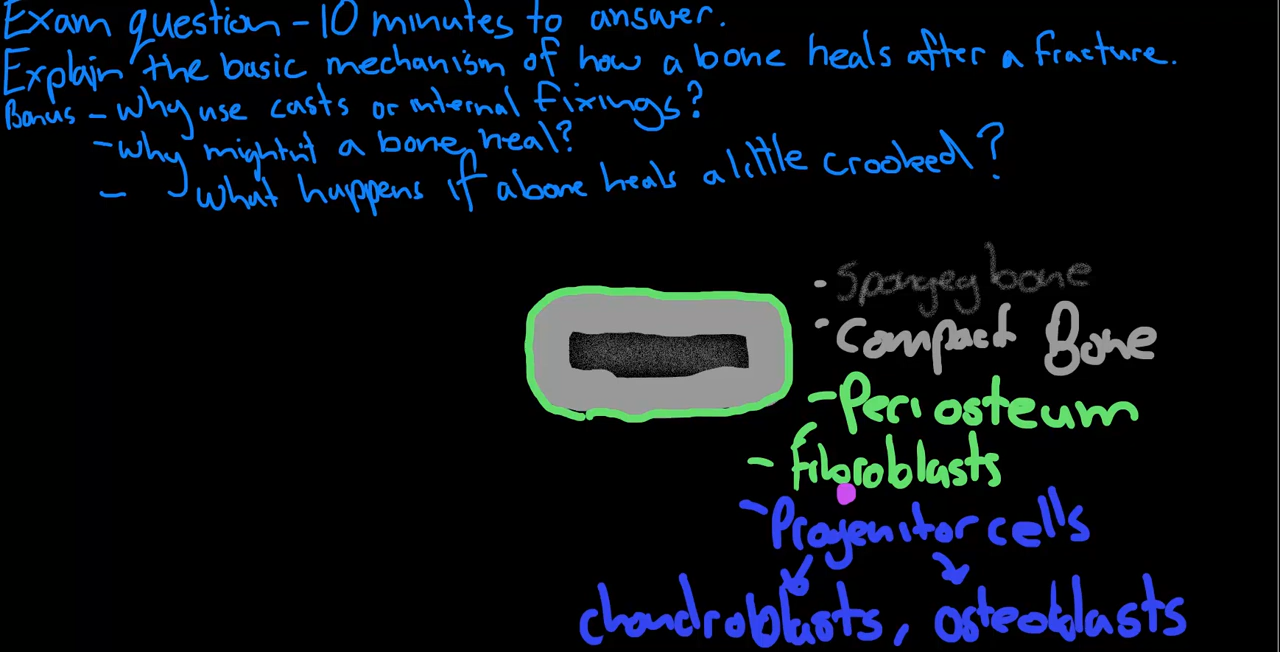 Exam question - 10 minutes to answer.
Explain the basic mechanism of how a bone heals after a fracture.
Bonus - why use casts or internal fixings?
- why mightnt a bone heal?
- what happens if a bone heals a little crooked?
• Spongey bone
• Compact Bone
- Periosteum
- fibroblasts
- Progenitor cells
chondroblasts, osteoblasts